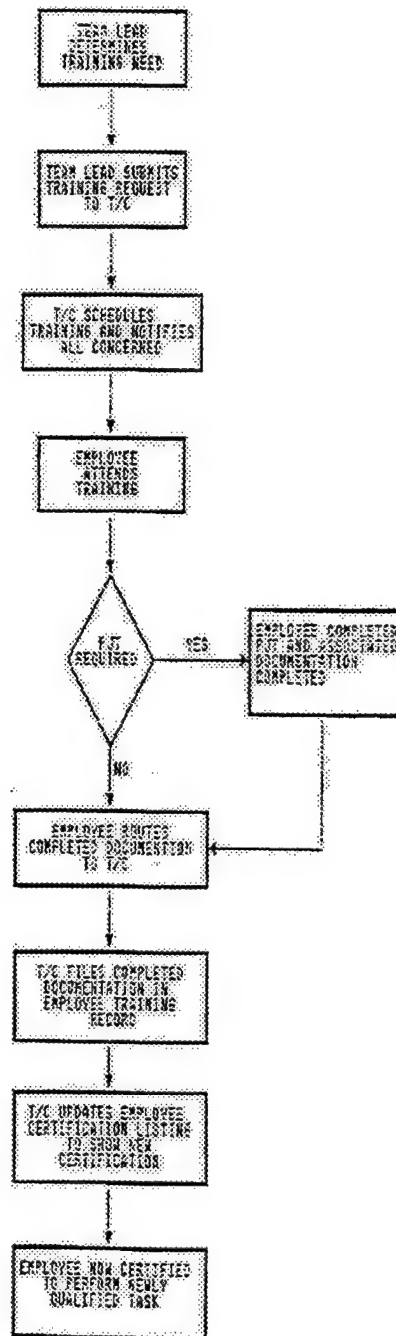 TEAM LEAD
DETERMINES
TRAINING NEED
TEAM LEAD SUBMITS
TRAINING REQUEST
TO T/C
T/C SCHEDULES
TRAINING AND NOTIFIES
ALL CONCERNED
EMPLOYEE
ATTENDS
TRAINING
REQUIRED
YES
EMPLOYEE COMPLETED
AND ASSOCIATED
DOCUMENTATION
COMPLETED
NO
EMPLOYEE ROUTES
COMPLETED DOCUMENTION
TO T/C
T/C FILES COMPLETED
DOCUMENTATION IN
EMPLOYEE TRAINING
RECORD
T/C UPDATES EMPLOYEE
CERTIFICATION LISTING
TO SHOW NEW
CERTIFICATION
EMPLOYEE NOW CERTIFIED
TO PERFORM NEWLY
QUALIFIED TASK